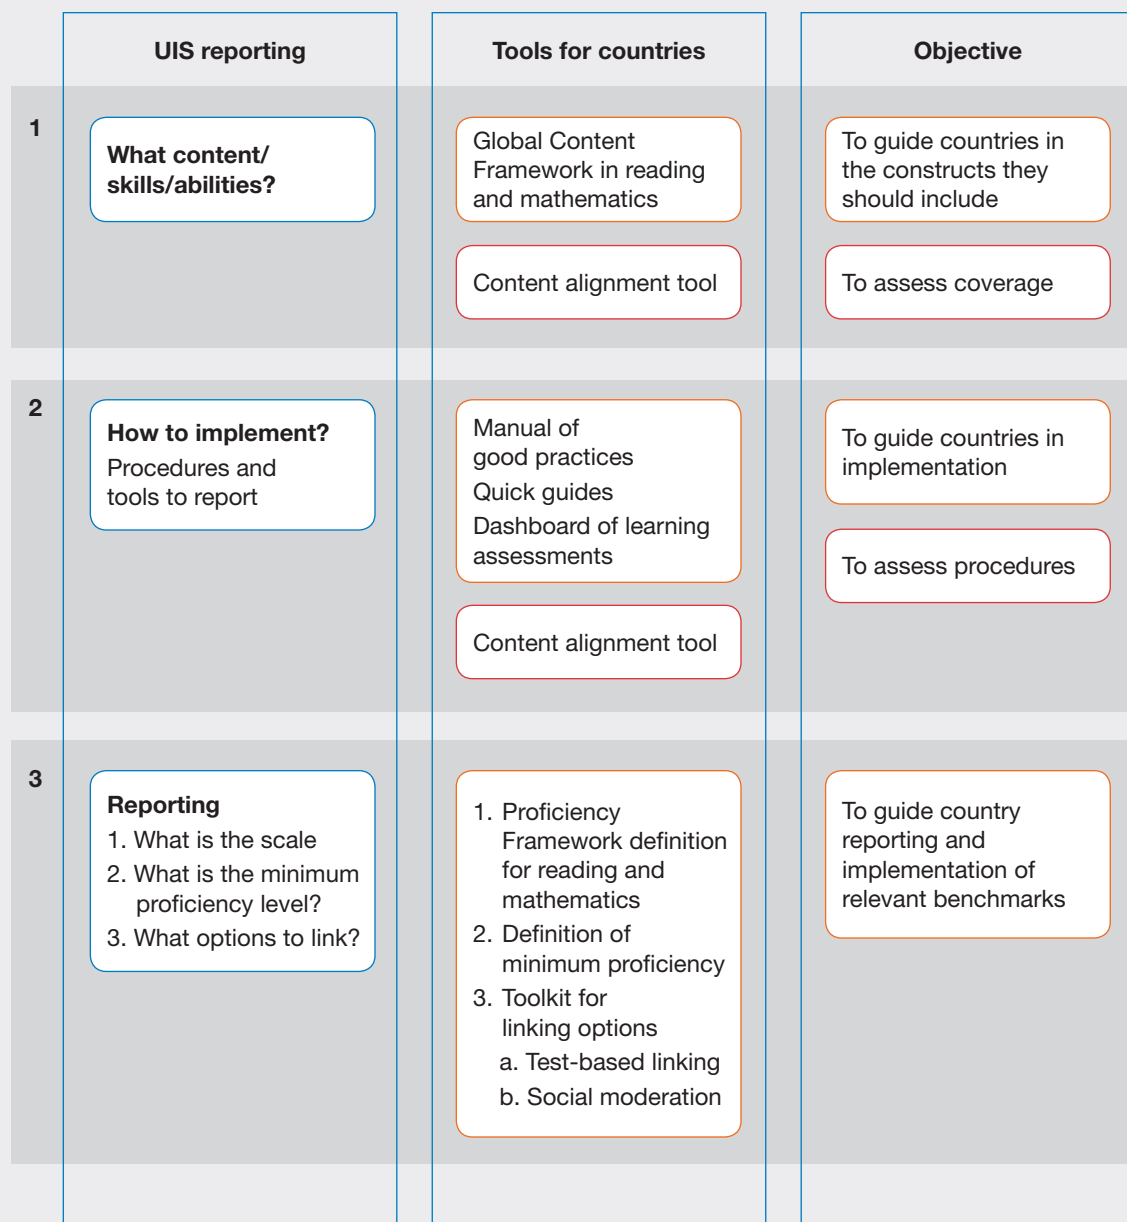 UIS reporting
Tools for countries
Objective
1
What content/
skills/abilities?
Global Content
Framework in reading
and mathematics
Content alignment tool
To guide countries in
the constructs they
should include
To assess coverage
2
How to implement?
Procedures and
tools to report
Manual of
good practices
Quick guides
Dashboard of learning
assessments
Content alignment tool
To guide countries in
implementation
To assess procedures
3
Reporting
1. What is the scale
2. What is the minimum
proficiency level?
3. What options to link?
1. Proficiency
Framework definition
for reading and
mathematics
2. Definition of
minimum proficiency
3. Toolkit for
linking options
a. Test-based linking
b. Social moderation
To guide country
reporting and
implementation of
relevant benchmarks